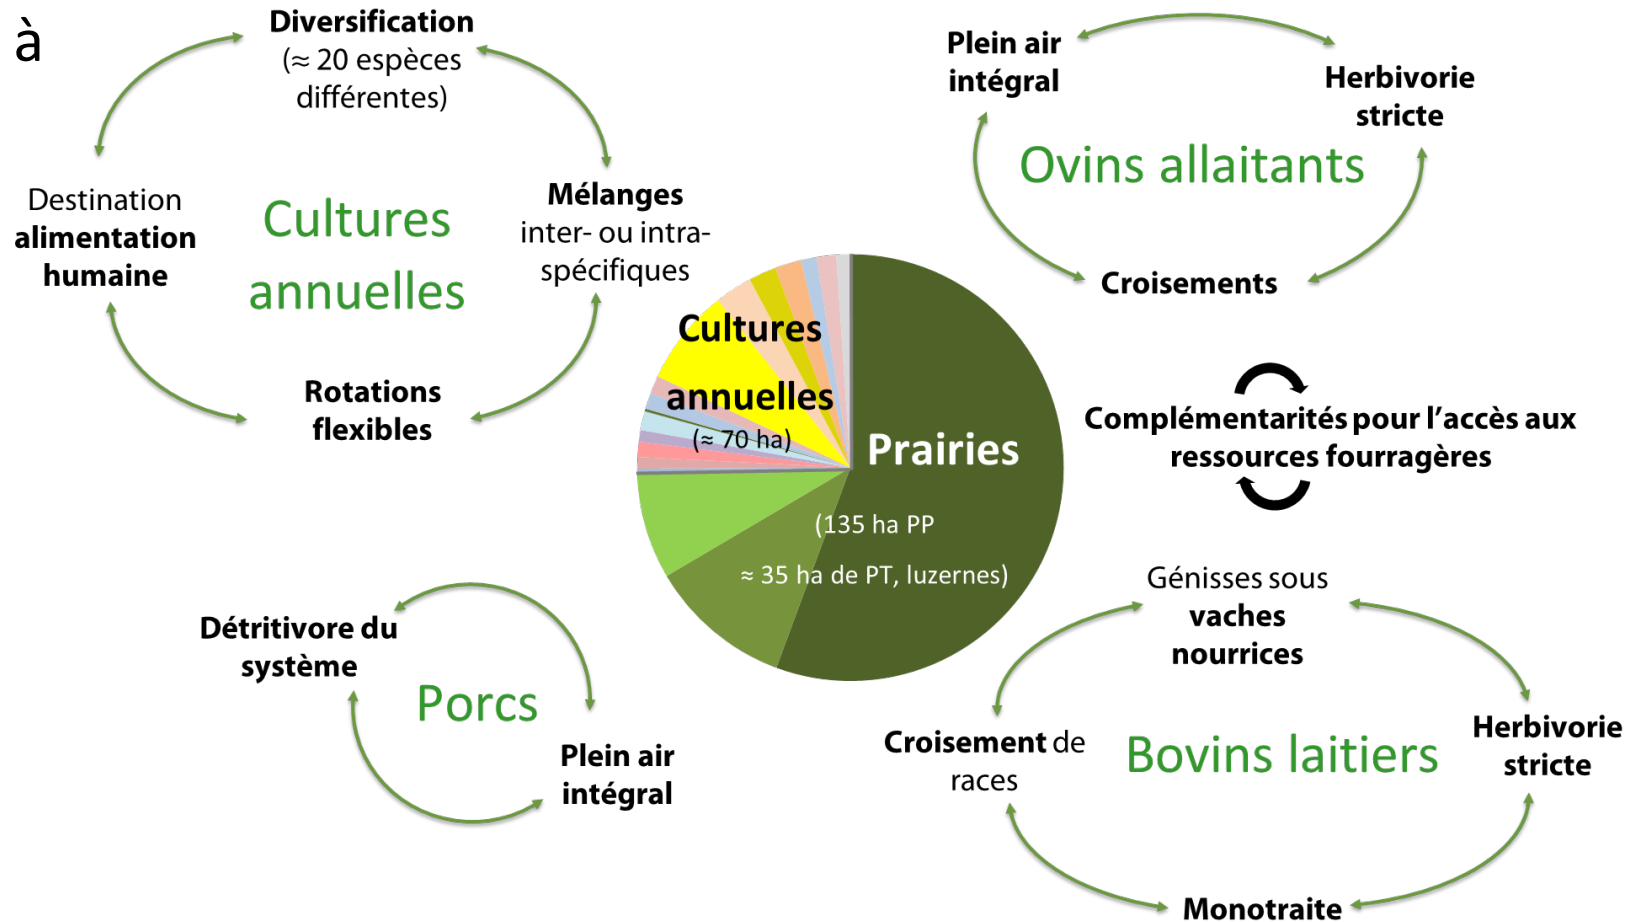 à
Diversification
(≈ 20 espèces
différentes)
Destination
alimentation
humaine
Cultures
annuelles
Mélanges
inter- ou intra-
spécifiques
Rotations
flexibles
Plein air
intégral
Herbivorie
stricte
Ovins allaitants
Croisements
Cultures
annuelles
(≈ 70 ha)
Prairies
(135 ha PP
≈ 35 ha de PT, luzernes)
Complémentarités pour l’accès aux
ressources fourragères
Détritivore du
système
Porcs
Plein air
intégral
Génisses sous
vaches
nourrices
Croisement de
races
Bovins laitiers
Herbivorie
stricte
Monotraite